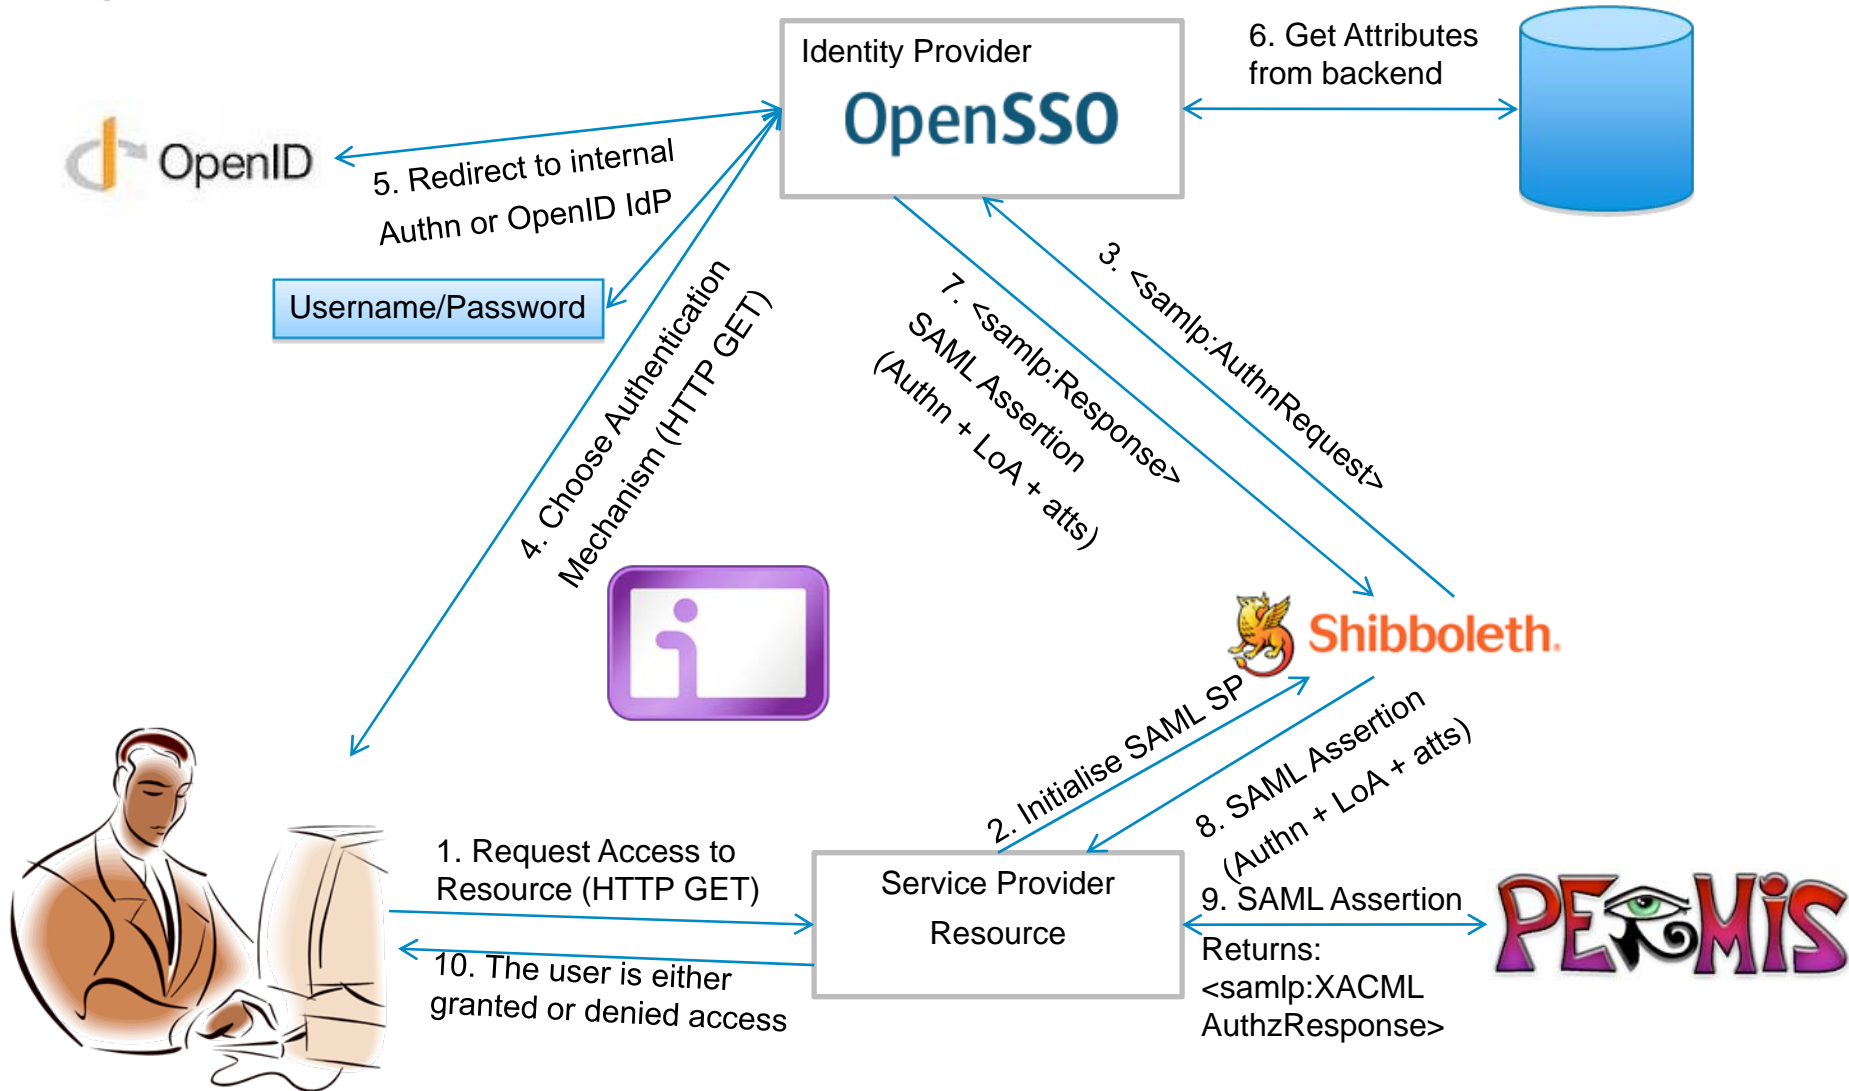 Identity Provider
OpenSSO
6. Get Attributes
from backend
OpenID
5. Redirect to internal
Authn or OpenID IdP
Username/Password
4. Choose Authentication
Mechanism (HTTP GET)
7. <samlp:Response>
SAML Assertion
(Authn + LoA + atts)
3. <samlp:AuthnRequest>
Shibboleth.
2. Initialise SAML SP
8. SAML Assertion
(Authn + LoA + atts)
1. Request Access to
Resource (HTTP GET)
Service Provider
Resource
9. SAML Assertion
Returns:
<samlp:XACML
AuthzResponse>
PERMiS
10. The user is either
granted or denied access